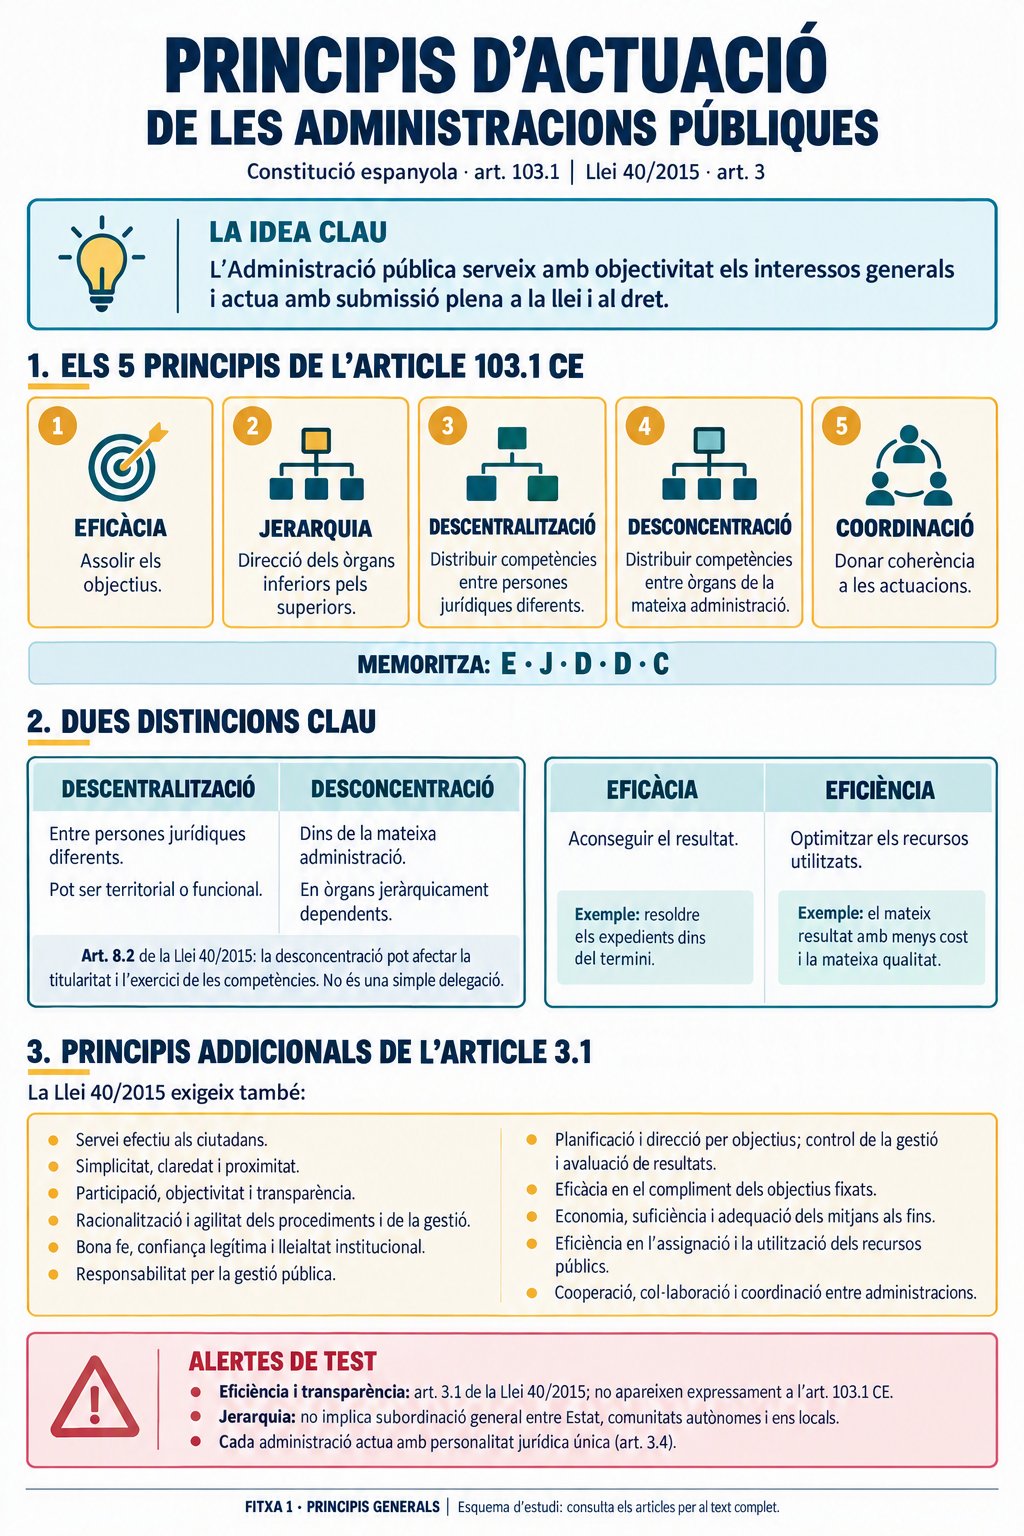 PRINCIPIS D'ACTUACIÓ
DE LES ADMINISTRACIONS PÚBLIQUES
Constitució espanyola · art. 103.1 | Llei 40/2015 · art. 3
LA IDEA CLAU
L'Administració pública serveix amb objectivitat els interessos generals
i actua amb submissió plena a la llei i al dret.
1. ELS 5 PRINCIPIS DE L'ARTICLE 103.1 CE
1
EFICÀCIA
Assolir els
objectius.
2
JERARQUIA
Direcció dels òrgans
inferiors pels
superiors.
3
DESCENTRALITZACIÓ
Distribuir competències
entre persones
jurídiques diferents.
4
DESCONCENTRACIÓ
Distribuir competències
entre òrgans de la
mateixa administració.
5
COORDINACIÓ
Donar coherència
a les actuacions.
MEMORITZA: E · J · D · D · C
2. DUES DISTINCIONS CLAU
DESCENTRALITZACIÓ
Entre persones jurídiques
diferents.
Pot ser territorial o funcional.
DESCONCENTRACIÓ
Dins de la mateixa
administració.
En òrgans jeràrquicament
dependents.
Art. 8.2 de la Llei 40/2015: la desconcentració pot afectar la
titularitat i l'exercici de les competències. No és una simple delegació.
EFICÀCIA
Aconseguir el resultat.
Exemple: resoldre
els expedients dins
del termini.
EFICIÈNCIA
Optimitzar els recursos
utilitzats.
Exemple: el mateix
resultat amb menys cost
i la mateixa qualitat.
3. PRINCIPIS ADDICIONALS DE L'ARTICLE 3.1
La Llei 40/2015 exigeix també:
Servei efectiu als ciutadans.
Simplicitat, claredat i proximitat.
Participació, objectivitat i transparència.
Racionalització i agilitat dels procediments i de la gestió.
Bona fe, confiança legítima i lleialtat institucional.
Responsabilitat per la gestió pública.
Planificació i direcció per objectius; control de la gestió
i avaluació de resultats.
Eficàcia en el compliment dels objectius fixats.
Economia, suficiència i adequació dels mitjans als fins.
Eficiència en l'assignació i la utilització dels recursos
públics.
Cooperació, col·laboració i coordinació entre administracions.
ALERTES DE TEST
Eficiència i transparència: art. 3.1 de la Llei 40/2015; no apareixen expressament a l'art. 103.1 CE.
Jerarquia: no implica subordinació general entre Estat, comunitats autònomes i ens locals.
Cada administració actua amb personalitat jurídica única (art. 3.4).
FITXA 1 · PRINCIPIS GENERALS | Esquema d'estudi: consulta els articles per al text complet.